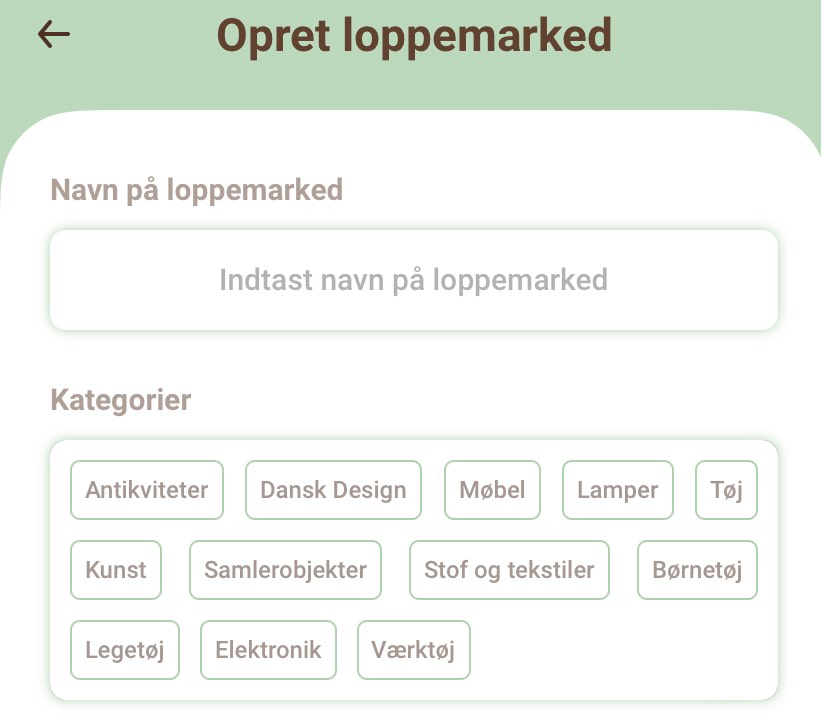 Opret loppemarked
Navn på loppemarked
Indtast navn på loppemarked
Kategorier
Antikviteter Dansk Design Møbel Lamper Tøj
Kunst Samlerobjekter Stof og tekstiler Børnetøj
Legetøj Elektronik Værktøj